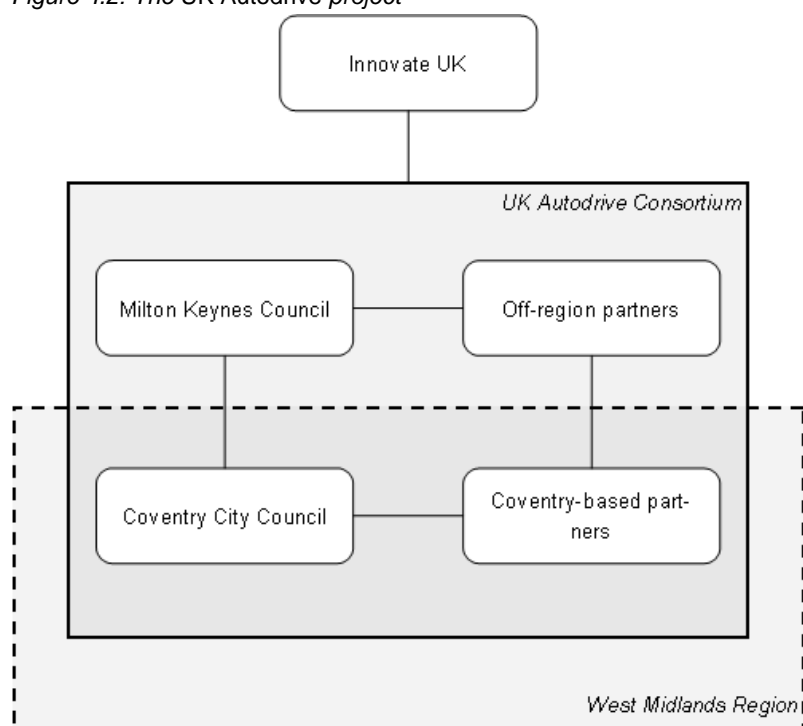 Figure 4.2: The UK Autodrive project
Innovate UK
UK Autodrive Consortium
Milton Keynes Council
Off-region partners
Coventry City Council
Coventry-based part-
ners
West Midlands Region